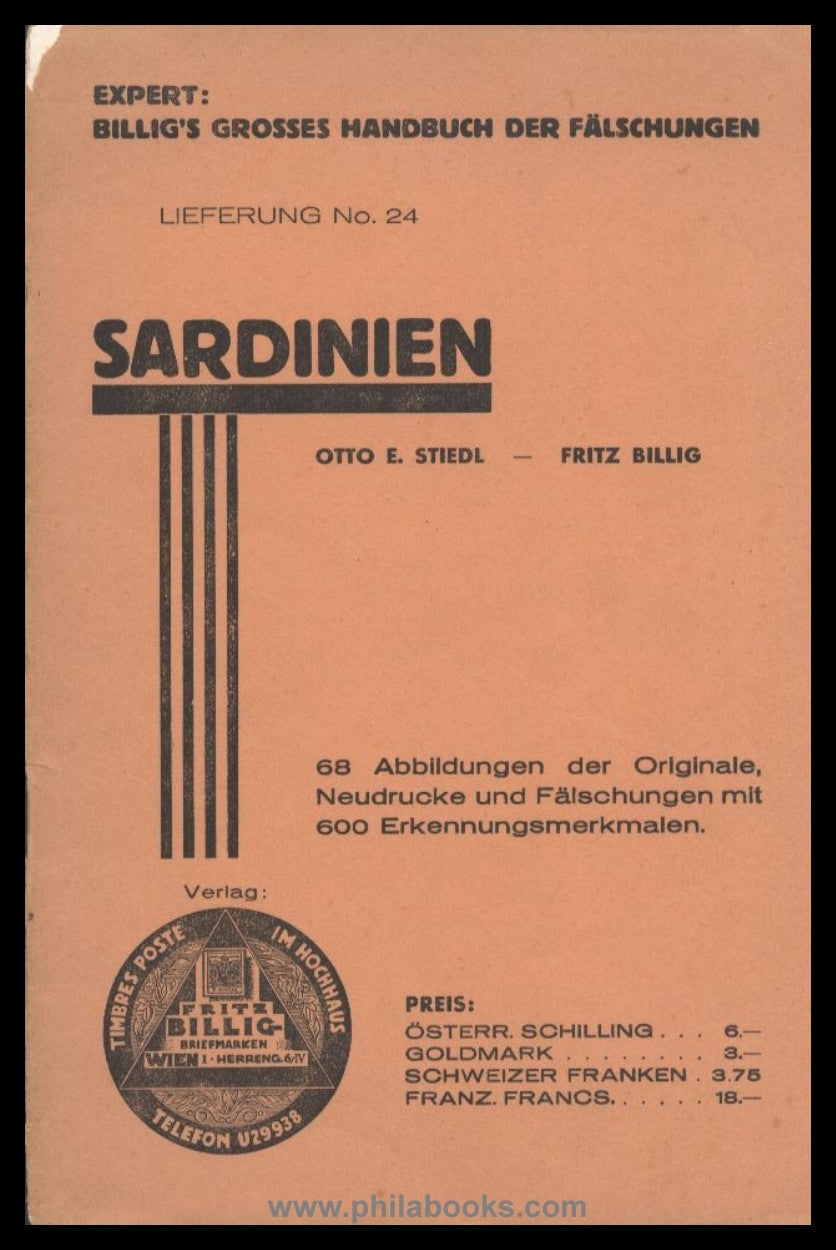 EXPERT:
BILLIG'S GROSSES HANDBUCH DER FÄLSCHUNGEN
LIEFERUNG No. 24
SARDINIEN
OTTO E. STIEDL — FRITZ BILLIG
68 Abbildungen der Originale,
Neudrucke und Fälschungen mit
600 Erkennungsmerkmalen.
Verlag:
TIMBRES POSTE
IM HOCHHAUS
FRITZ
BILLIG
BRIEFMARKEN
WIEN I · HERRENG. 6/IV
TELEFON U29938
PREIS:
ÖSTERR. SCHILLING . . . 6.—
GOLDMARK . . . . . . . . 3.—
SCHWEIZER FRANKEN . 3.75
FRANZ. FRANCS. . . . . . 18.—
www.philabooks.com